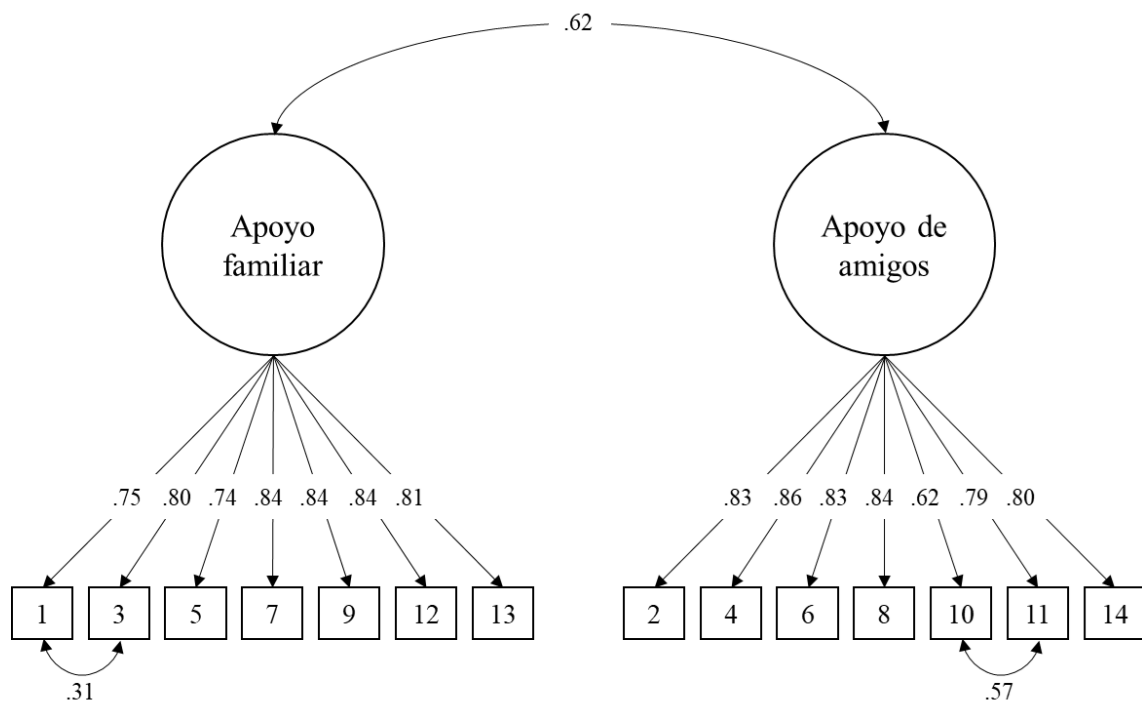 .62
Apoyo
familiar
Apoyo de
amigos
.75 .80 .74 .84 .84 .84 .81
.83 .86 .83 .84 .62 .79 .80
1 3 5 7 9 12 13
2 4 6 8 10 11 14
.31
.57